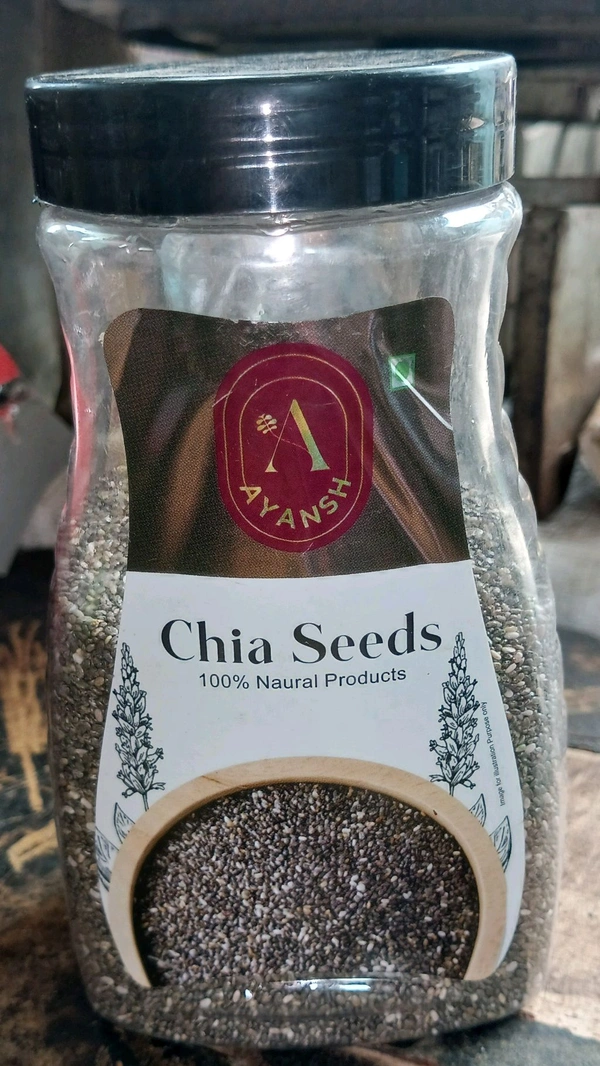 A
AYANSH
Chia Seeds
100% Naural Products
Image for illustration Purpose only